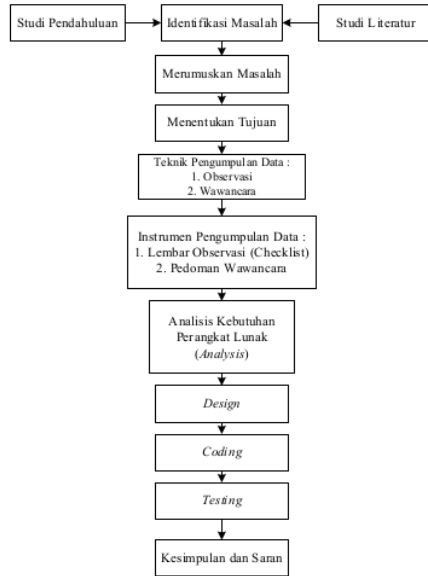 Studi Pendahuluan
Identifikasi Masalah
Studi Literatur
Merumuskan Masalah
Menentukan Tujuan
Teknik Pengumpulan Data :
1. Observasi
2. Wawancara
Instrumen Pengumpulan Data :
1. Lembar Observasi (Checklist)
2. Pedoman Wawancara
Analisis Kebutuhan
Perangkat Lunak
(Analysis)
Design
Coding
Testing
Kesimpulan dan Saran